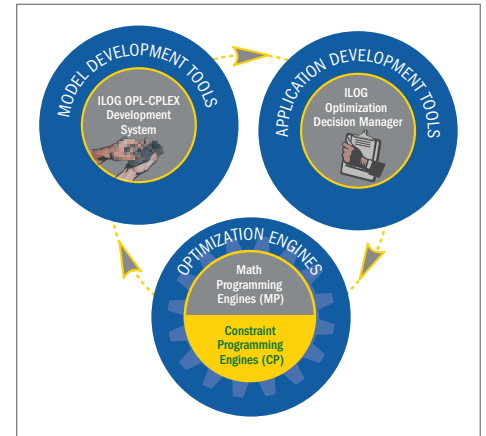 MODEL DEVELOPMENT TOOLS
ILOG OPL-CPLEX
Development
System
APPLICATION DEVELOPMENT TOOLS
ILOG
Optimization
Decision Manager
OPTIMIZATION ENGINES
Math
Programming
Engines (MP)
Constraint
Programming
Engines (CP)